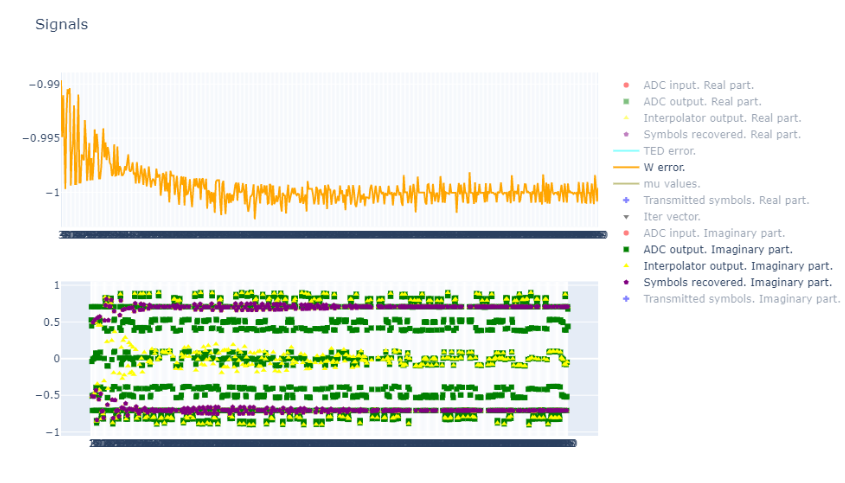 Signals
−0.99
−0.995
−1
1
0.5
0
−0.5
−1
ADC input. Real part.
ADC output. Real part.
Interpolator output. Real part.
Symbols recovered. Real part.
TED error.
W error.
mu values.
Transmitted symbols. Real part.
Iter vector.
ADC input. Imaginary part.
ADC output. Imaginary part.
Interpolator output. Imaginary part.
Symbols recovered. Imaginary part.
Transmitted symbols. Imaginary part.